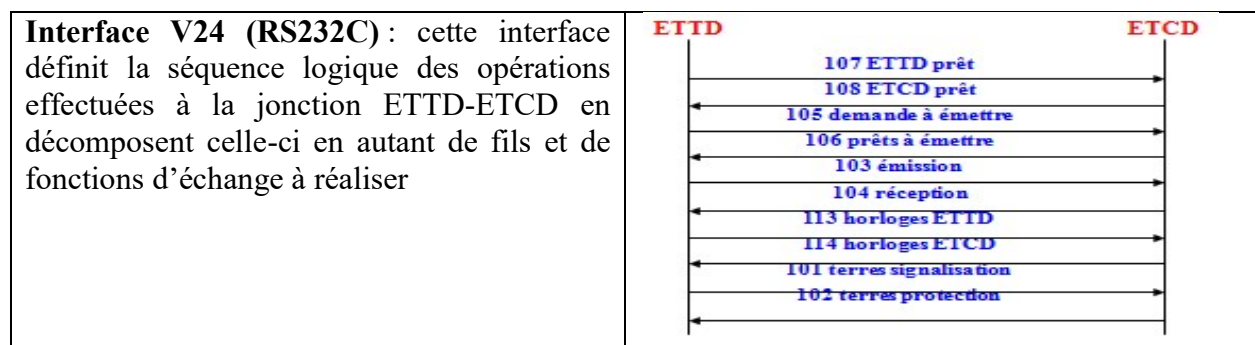 Interface V24 (RS232C) : cette interface
définit la séquence logique des opérations
effectuées à la jonction ETTD-ETCD en
décomposent celle-ci en autant de fils et de
fonctions d’échange à réaliser
ETTD
ETCD
107 ETTD prêt
108 ETCD prêt
105 demande à émettre
106 prêts à émettre
103 émission
104 réception
113 horloges ETTD
114 horloges ETCD
101 terres signalisation
102 terres protection